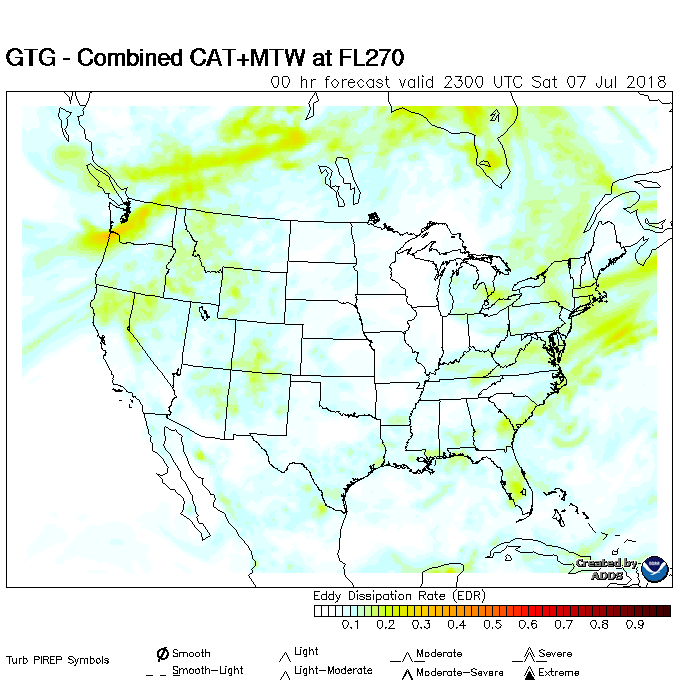 GTG - Combined CAT+MTW at FL270
00 hr forecast valid 2300 UTC Sat 07 Jul 2018
Created by
ADDS
Eddy Dissipation Rate (EDR)
0.1 0.2 0.3 0.4 0.5 0.6 0.7 0.8 0.9
Turb PIREP Symbols
Smooth Light Moderate Severe
Smooth-Light Light-Moderate Moderate-Severe Extreme